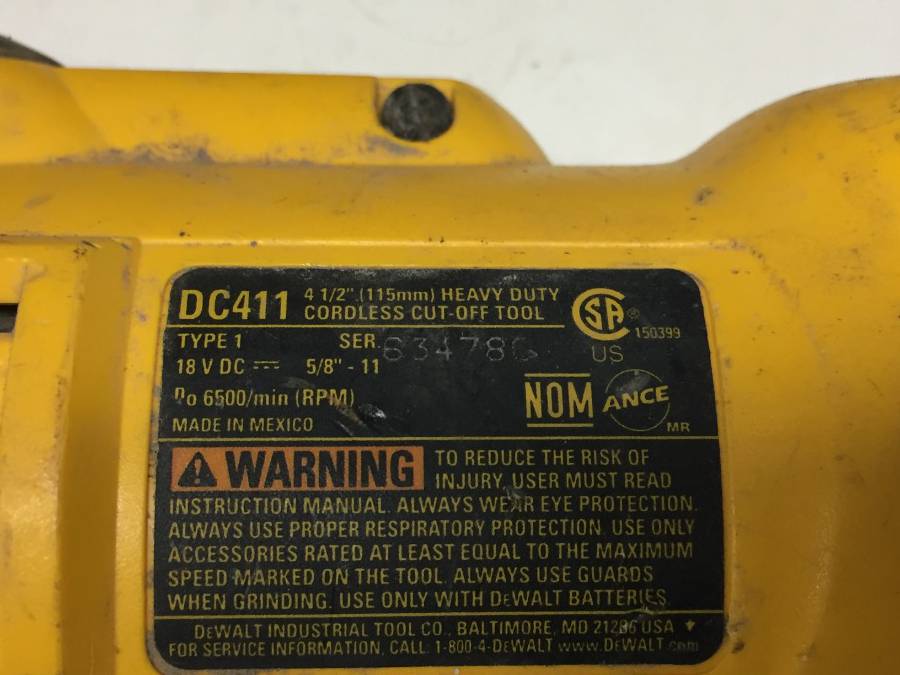 DC411 4 1/2" (115mm) HEAVY DUTY
CORDLESS CUT-OFF TOOL
SA ® 150399
US
TYPE 1 SER.
18 V DC 5/8" - 11
no 6500/min (RPM)
NOM ANCE MR
MADE IN MEXICO
WARNING TO REDUCE THE RISK OF
INJURY, USER MUST READ
INSTRUCTION MANUAL. ALWAYS WEAR EYE PROTECTION.
ALWAYS USE PROPER RESPIRATORY PROTECTION. USE ONLY
ACCESSORIES RATED AT LEAST EQUAL TO THE MAXIMUM
SPEED MARKED ON THE TOOL. ALWAYS USE GUARDS
WHEN GRINDING. USE ONLY WITH DEWALT BATTERIES.
DEWALT INDUSTRIAL TOOL CO., BALTIMORE, MD 21286 USA
FOR SERVICE INFORMATION, CALL 1-800-4-DEWALT www.DEWALT.com